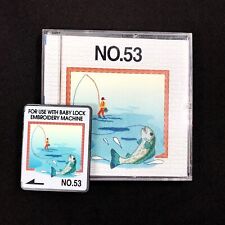 NO.53
FOR USE WITH BABY LOCK
EMBROIDERY MACHINE
NO.53